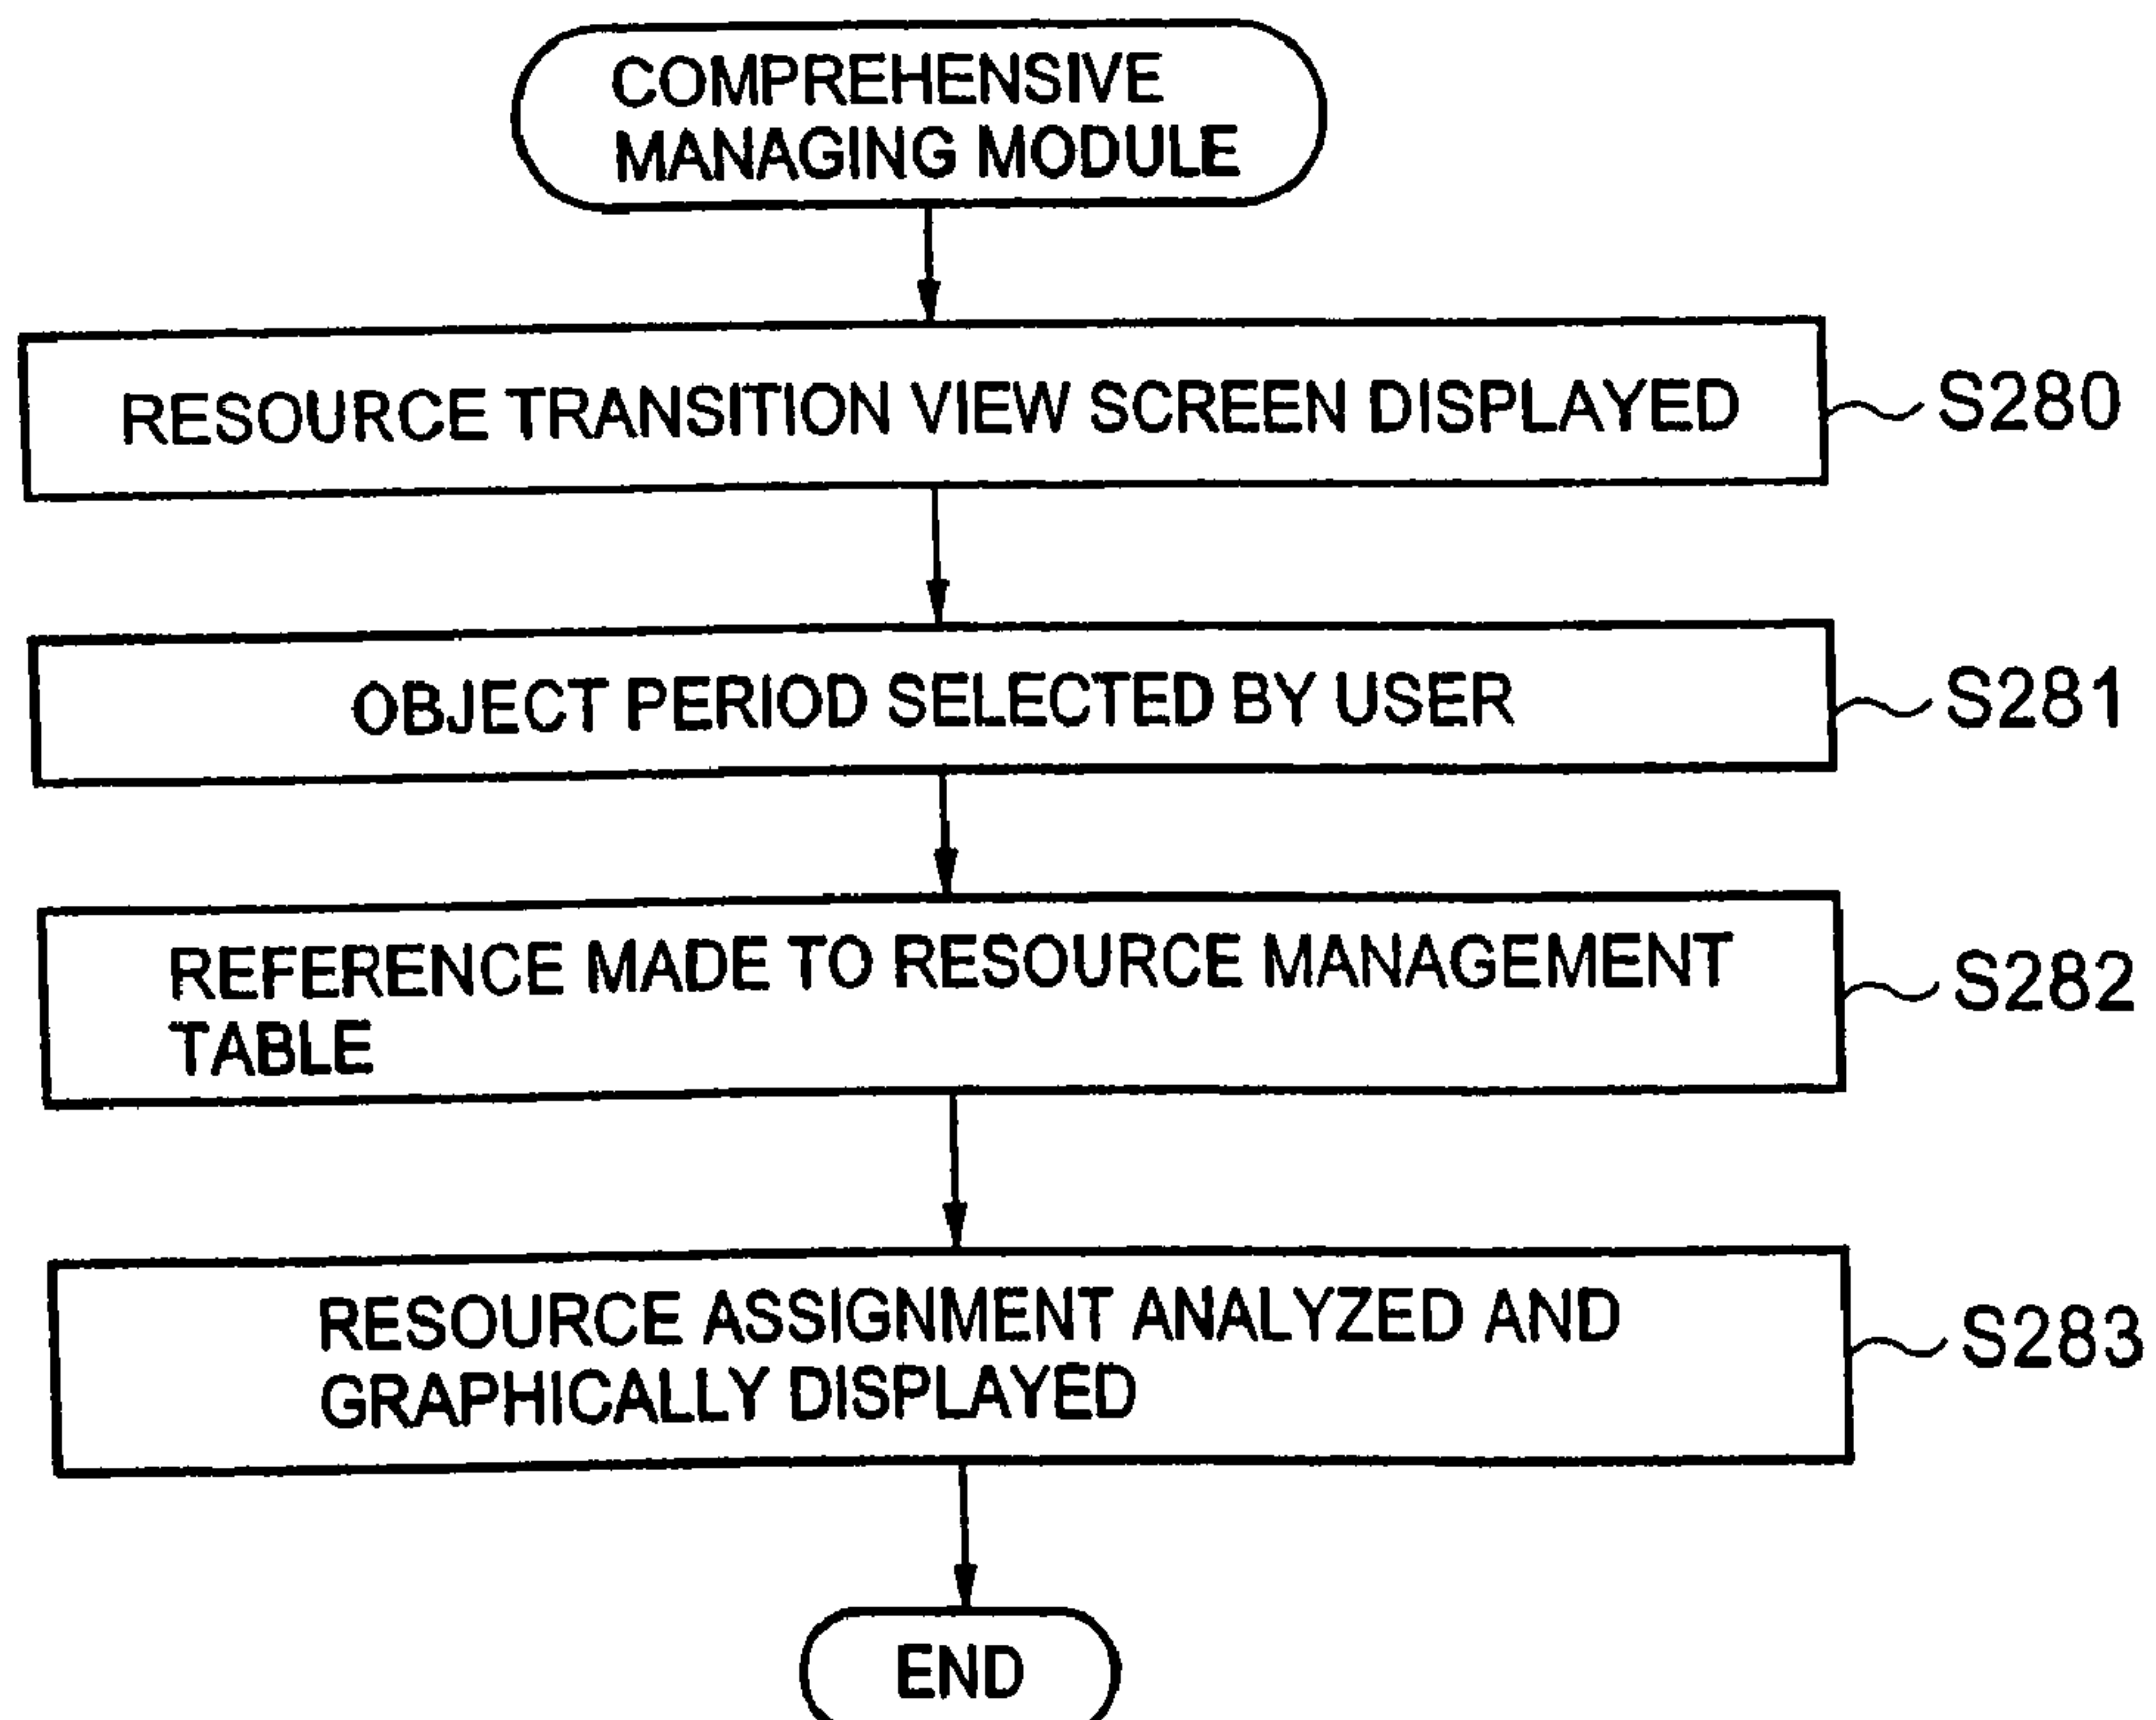 COMPREHENSIVE
MANAGING MODULE
RESOURCE TRANSITION VIEW SCREEN DISPLAYED
S280
OBJECT PERIOD SELECTED BY USER
S281
REFERENCE MADE TO RESOURCE MANAGEMENT
TABLE
S282
RESOURCE ASSIGNMENT ANALYZED AND
GRAPHICALLY DISPLAYED
S283
END